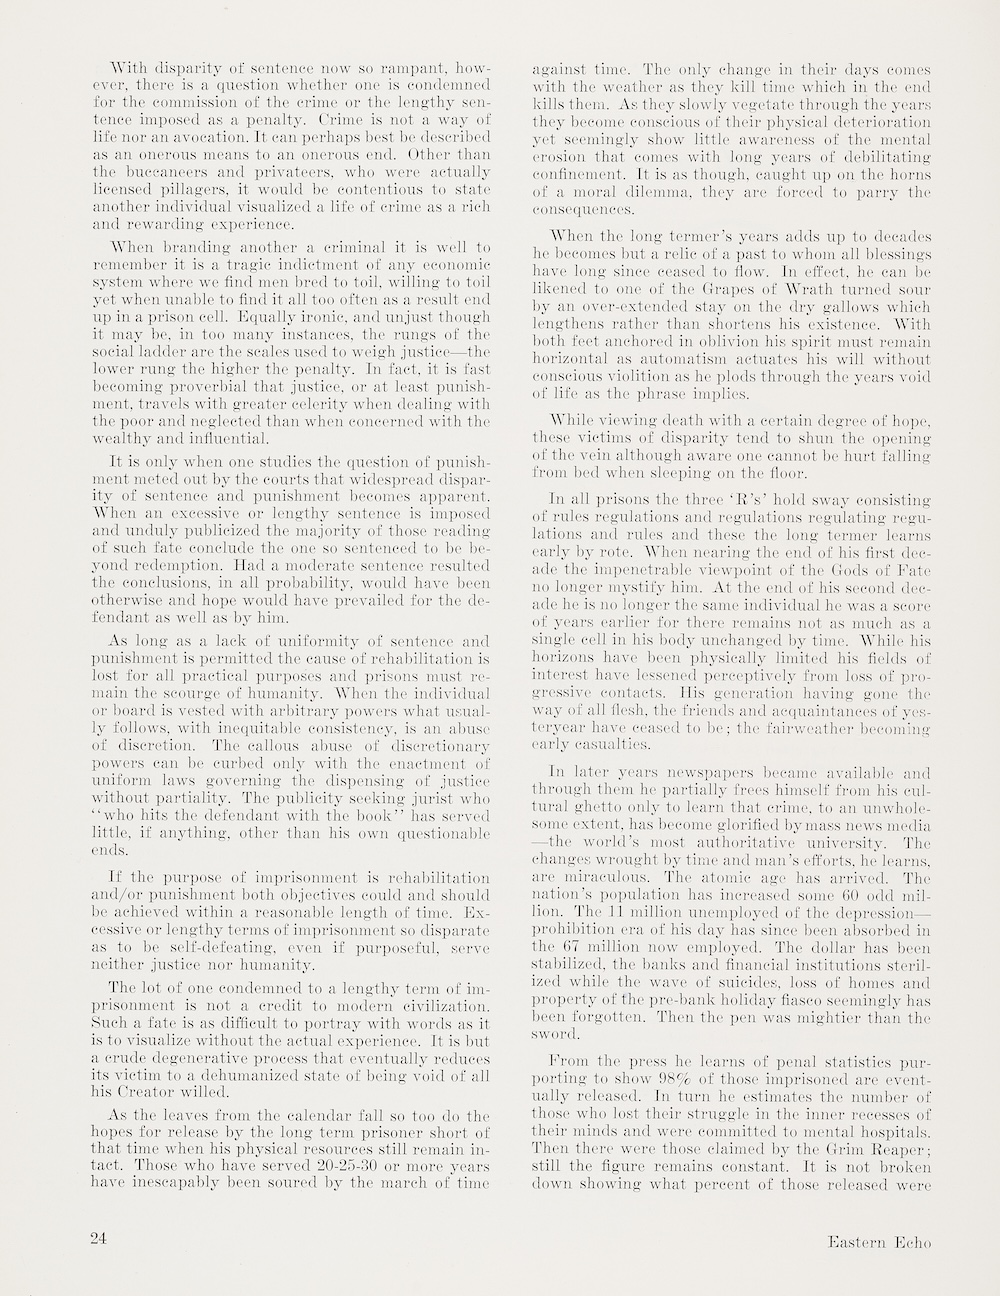 With disparity of sentence now so rampant, how-
ever, there is a question whether one is condemned
for the commission of the crime or the lengthy sen-
tence imposed as a penalty. Crime is not a way of
life nor an avocation. It can perhaps best be described
as an onerous means to an onerous end. Other than
the buccaneers and privateers, who were actually
licensed pillagers, it would be contentious to state
another individual visualized a life of crime as a rich
and rewarding experience.
When branding another a criminal it is well to
remember it is a tragic indictment of any economic
system where we find men bred to toil, willing to toil
yet when unable to find it all too often as a result end
up in a prison cell. Equally ironic, and unjust though
it may be, in too many instances, the rungs of the
social ladder are the scales used to weigh justice—the
lower rung the higher the penalty. In fact, it is fast
becoming proverbial that justice, or at least punish-
ment, travels with greater celerity when dealing with
the poor and neglected than when concerned with the
wealthy and influential.
It is only when one studies the question of punish-
ment meted out by the courts that widespread dispar-
ity of sentence and punishment becomes apparent.
When an excessive or lengthy sentence is imposed
and unduly publicized the majority of those reading
of such fate conclude the one so sentenced to be be-
yond redemption. Had a moderate sentence resulted
the conclusions, in all probability, would have been
otherwise and hope would have prevailed for the de-
fendant as well as by him.
As long as a lack of uniformity of sentence and
punishment is permitted the cause of rehabilitation is
lost for all practical purposes and prisons must re-
main the scourge of humanity. When the individual
or board is vested with arbitrary powers what usual-
ly follows, with inequitable consistency, is an abuse
of discretion. The callous abuse of discretionary
powers can be curbed only with the enactment of
uniform laws governing the dispensing of justice
without partiality. The publicity seeking jurist who
“who hits the defendant with the book” has served
little, if anything, other than his own questionable
ends.
If the purpose of imprisonment is rehabilitation
and/or punishment both objectives could and should
be achieved within a reasonable length of time. Ex-
cessive or lengthy terms of imprisonment so disparate
as to be self-defeating, even if purposeful, serve
neither justice nor humanity.
The lot of one condemned to a lengthy term of im-
prisonment is not a credit to modern civilization.
Such a fate is as difficult to portray with words as it
is to visualize without the actual experience. It is but
a crude degenerative process that eventually reduces
its victim to a dehumanized state of being void of all
his Creator willed.
As the leaves from the calendar fall so too do the
hopes for release by the long term prisoner short of
that time when his physical resources still remain in-
tact. Those who have served 20-25-30 or more years
have inescapably been soured by the march of time
against time. The only change in their days comes
with the weather as they kill time which in the end
kills them. As they slowly vegetate through the years
they become conscious of their physical deterioration
yet seemingly show little awareness of the mental
erosion that comes with long years of debilitating
confinement. It is as though, caught up on the horns
of a moral dilemma, they are forced to parry the
consequences.
When the long termer’s years adds up to decades
he becomes but a relic of a past to whom all blessings
have long since ceased to flow. In effect, he can be
likened to one of the Grapes of Wrath turned sour
by an over-extended stay on the dry gallows which
lengthens rather than shortens his existence. With
both feet anchored in oblivion his spirit must remain
horizontal as automatism actuates his will without
conscious violition as he plods through the years void
of life as the phrase implies.
While viewing death with a certain degree of hope,
these victims of disparity tend to shun the opening
of the vein although aware one cannot be hurt falling
from bed when sleeping on the floor.
In all prisons the three ‘R’s’ hold sway consisting
of rules regulations and regulations regulating regu-
lations and rules and these the long termer learns
early by rote. When nearing the end of his first dec-
ade the impenetrable viewpoint of the Gods of Fate
no longer mystify him. At the end of his second dec-
ade he is no longer the same individual he was a score
of years earlier for there remains not as much as a
single cell in his body unchanged by time. While his
horizons have been physically limited his fields of
interest have lessened perceptively from loss of pro-
gressive contacts. His generation having gone the
way of all flesh, the friends and acquaintances of yes-
teryear have ceased to be; the fairweather becoming
early casualties.
In later years newspapers became available and
through them he partially frees himself from his cul-
tural ghetto only to learn that crime, to an unwhole-
some extent, has become glorified by mass news media
—the world’s most authoritative university. The
changes wrought by time and man’s efforts, he learns,
are miraculous. The atomic age has arrived. The
nation’s population has increased some 60 odd mil-
lion. The 11 million unemployed of the depression—
prohibition era of his day has since been absorbed in
the 67 million now employed. The dollar has been
stabilized, the banks and financial institutions steril-
ized while the wave of suicides, loss of homes and
property of the pre-bank holiday fiasco seemingly has
been forgotten. Then the pen was mightier than the
sword.
From the press he learns of penal statistics pur-
porting to show 98% of those imprisoned are event-
ually released. In turn he estimates the number of
those who lost their struggle in the inner recesses of
their minds and were committed to mental hospitals.
Then there were those claimed by the Grim Reaper;
still the figure remains constant. It is not broken
down showing what percent of those released were
24
Eastern Echo